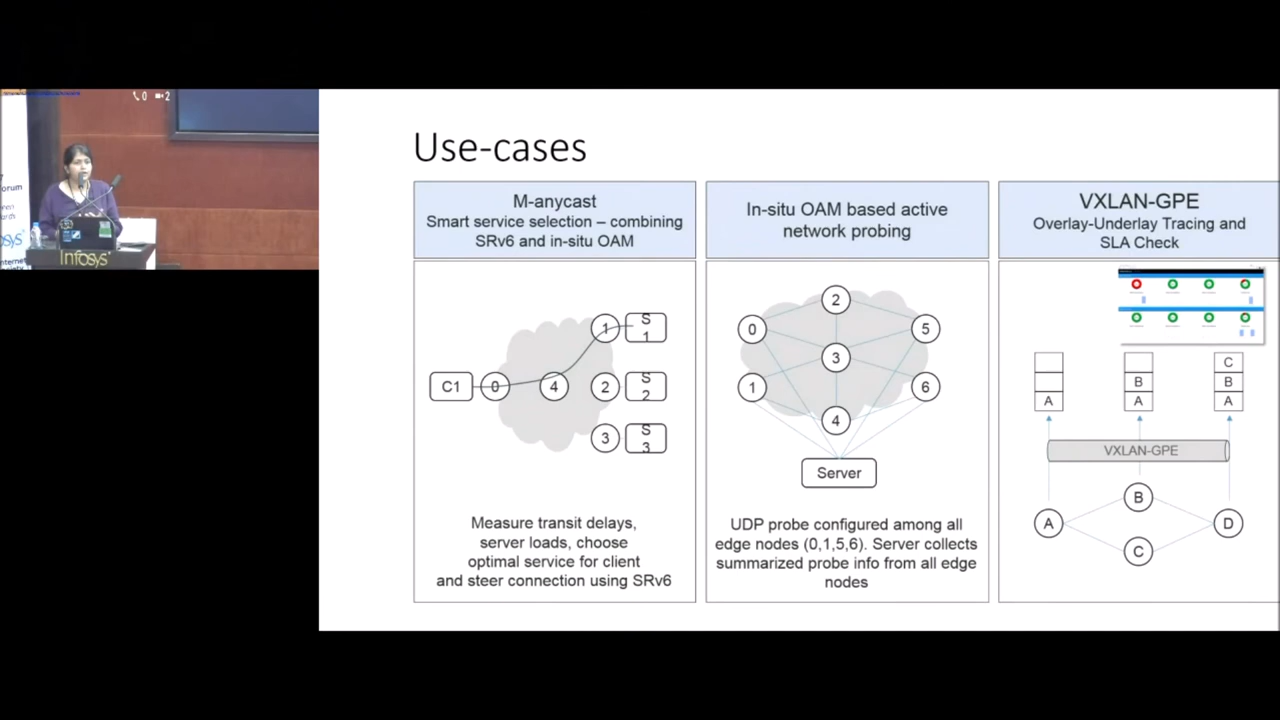 0 2
orum
Infosys
Use-cases
M-anycast
Smart service selection – combining
SRv6 and in-situ OAM
In-situ OAM based active
network probing
VXLAN-GPE
Overlay-Underlay Tracing and
SLA Check
1
S
1
C1
0
4
2
S
2
3
S
3
Measure transit delays,
server loads, choose
optimal service for client
and steer connection using SRv6
2
0
5
3
1
6
4
Server
UDP probe configured among all
edge nodes (0,1,5,6). Server collects
summarized probe info from all edge
nodes
C
B
B
A
A
A
VXLAN-GPE
B
A
D
C